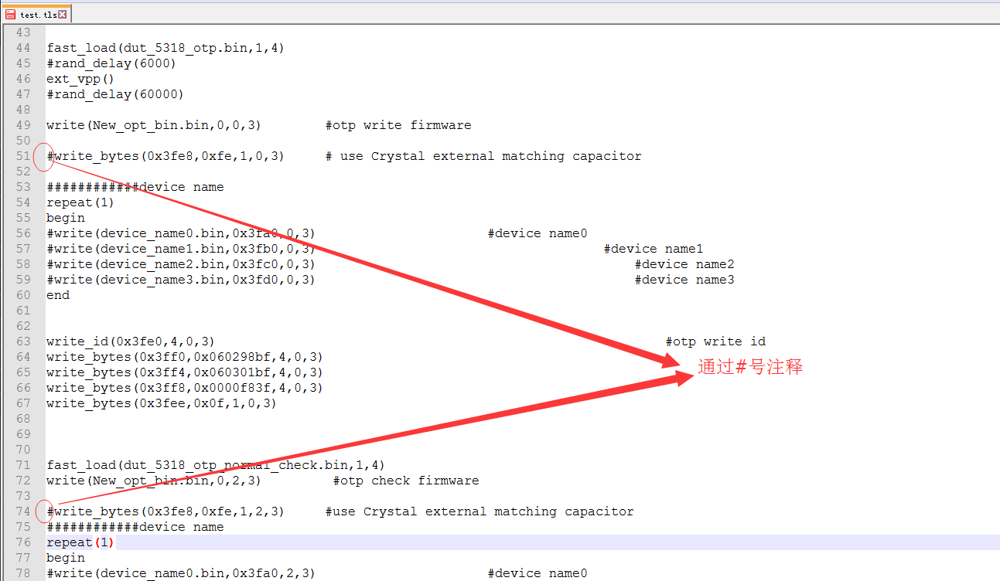 test.tls
43
44 fast_load(dut_5318_otp.bin,1,4)
45 #rand_delay(6000)
46 ext_vpp()
47 #rand_delay(60000)
48
49 write(New_opt_bin.bin,0,0,3) #otp write firmware
50
51 #write_bytes(0x3fe8,0xfe,1,0,3) # use Crystal external matching capacitor
52
53 ############device name
54 repeat(1)
55 begin
56 #write(device_name0.bin,0x3fa0,0,3) #device name0
57 #write(device_name1.bin,0x3fb0,0,3) #device name1
58 #write(device_name2.bin,0x3fc0,0,3) #device name2
59 #write(device_name3.bin,0x3fd0,0,3) #device name3
60 end
61
62
63 write_id(0x3fe0,4,0,3) #otp write id
64 write_bytes(0x3ff0,0x060298bf,4,0,3)
通过#号注释
65 write_bytes(0x3ff4,0x060301bf,4,0,3)
66 write_bytes(0x3ff8,0x0000f83f,4,0,3)
67 write_bytes(0x3fee,0x0f,1,0,3)
68
69
70
71 fast_load(dut_5318_otp_normal_check.bin,1,4)
72 write(New_opt_bin.bin,0,2,3) #otp check firmware
73
74 #write_bytes(0x3fe8,0xfe,1,2,3) #use Crystal external matching capacitor
75 ############device name
76 repeat(1)
77 begin
78 #write(device_name0.bin,0x3fa0,2,3) #device name0